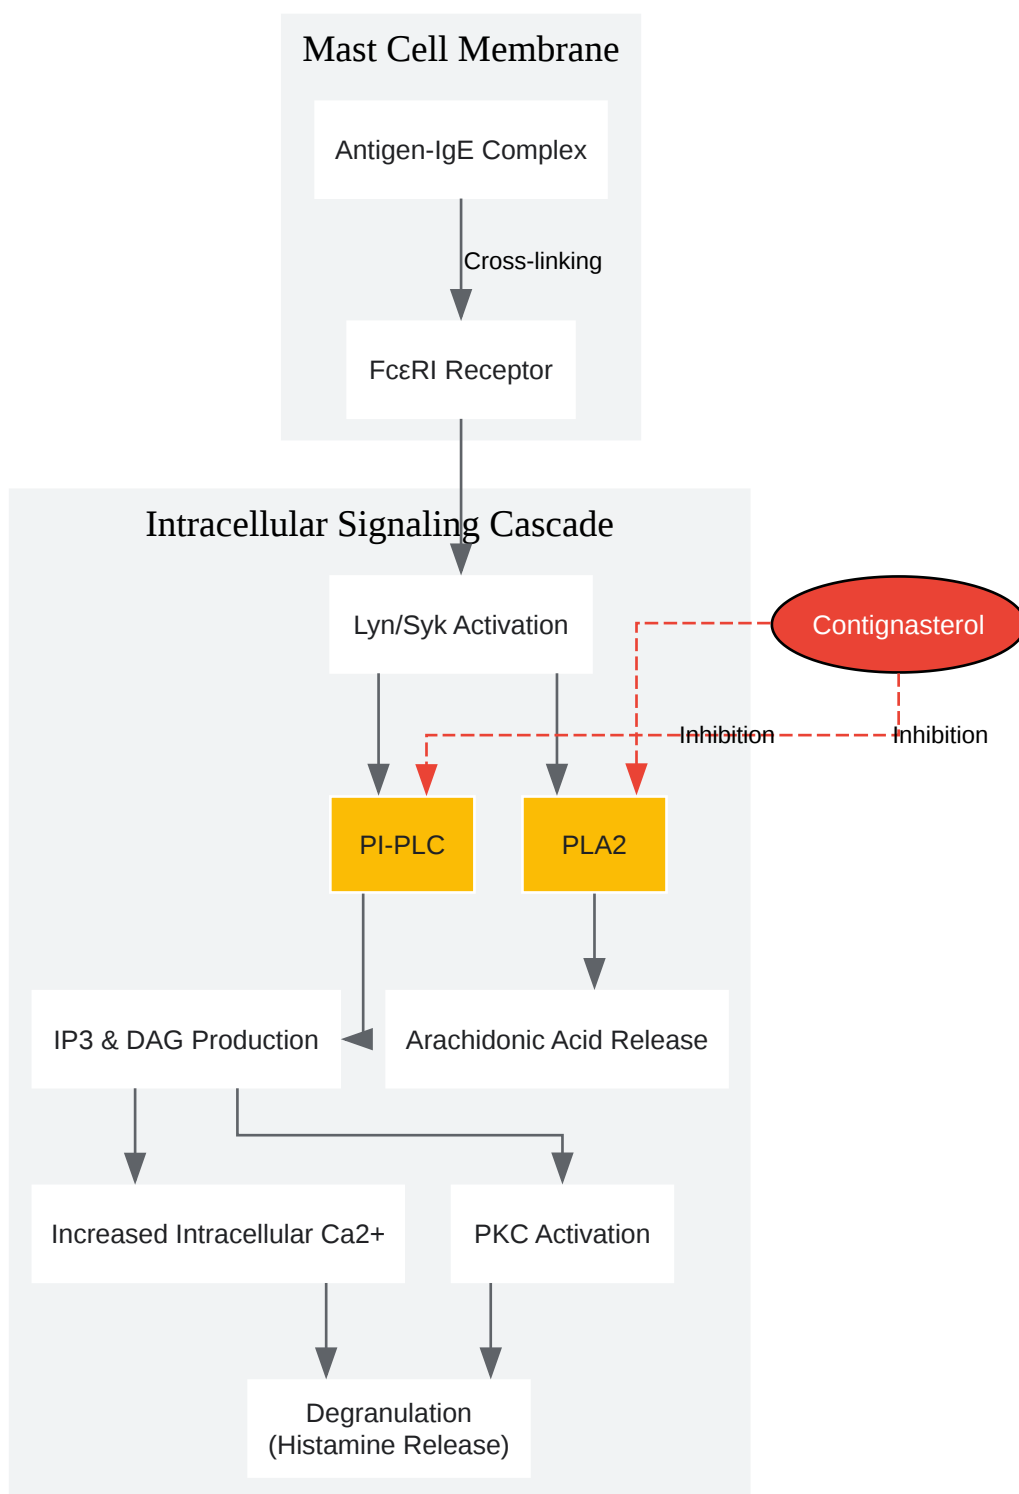 Mast Cell Membrane
Antigen-IgE Complex
Cross-linking
FcεRI Receptor
Intracellular Signaling Cascade
Lyn/Syk Activation
Contignasterol
Inhibition
Inhibition
PI-PLC
PLA2
IP3 & DAG Production
Arachidonic Acid Release
Increased Intracellular Ca2+
PKC Activation
Degranulation
(Histamine Release)